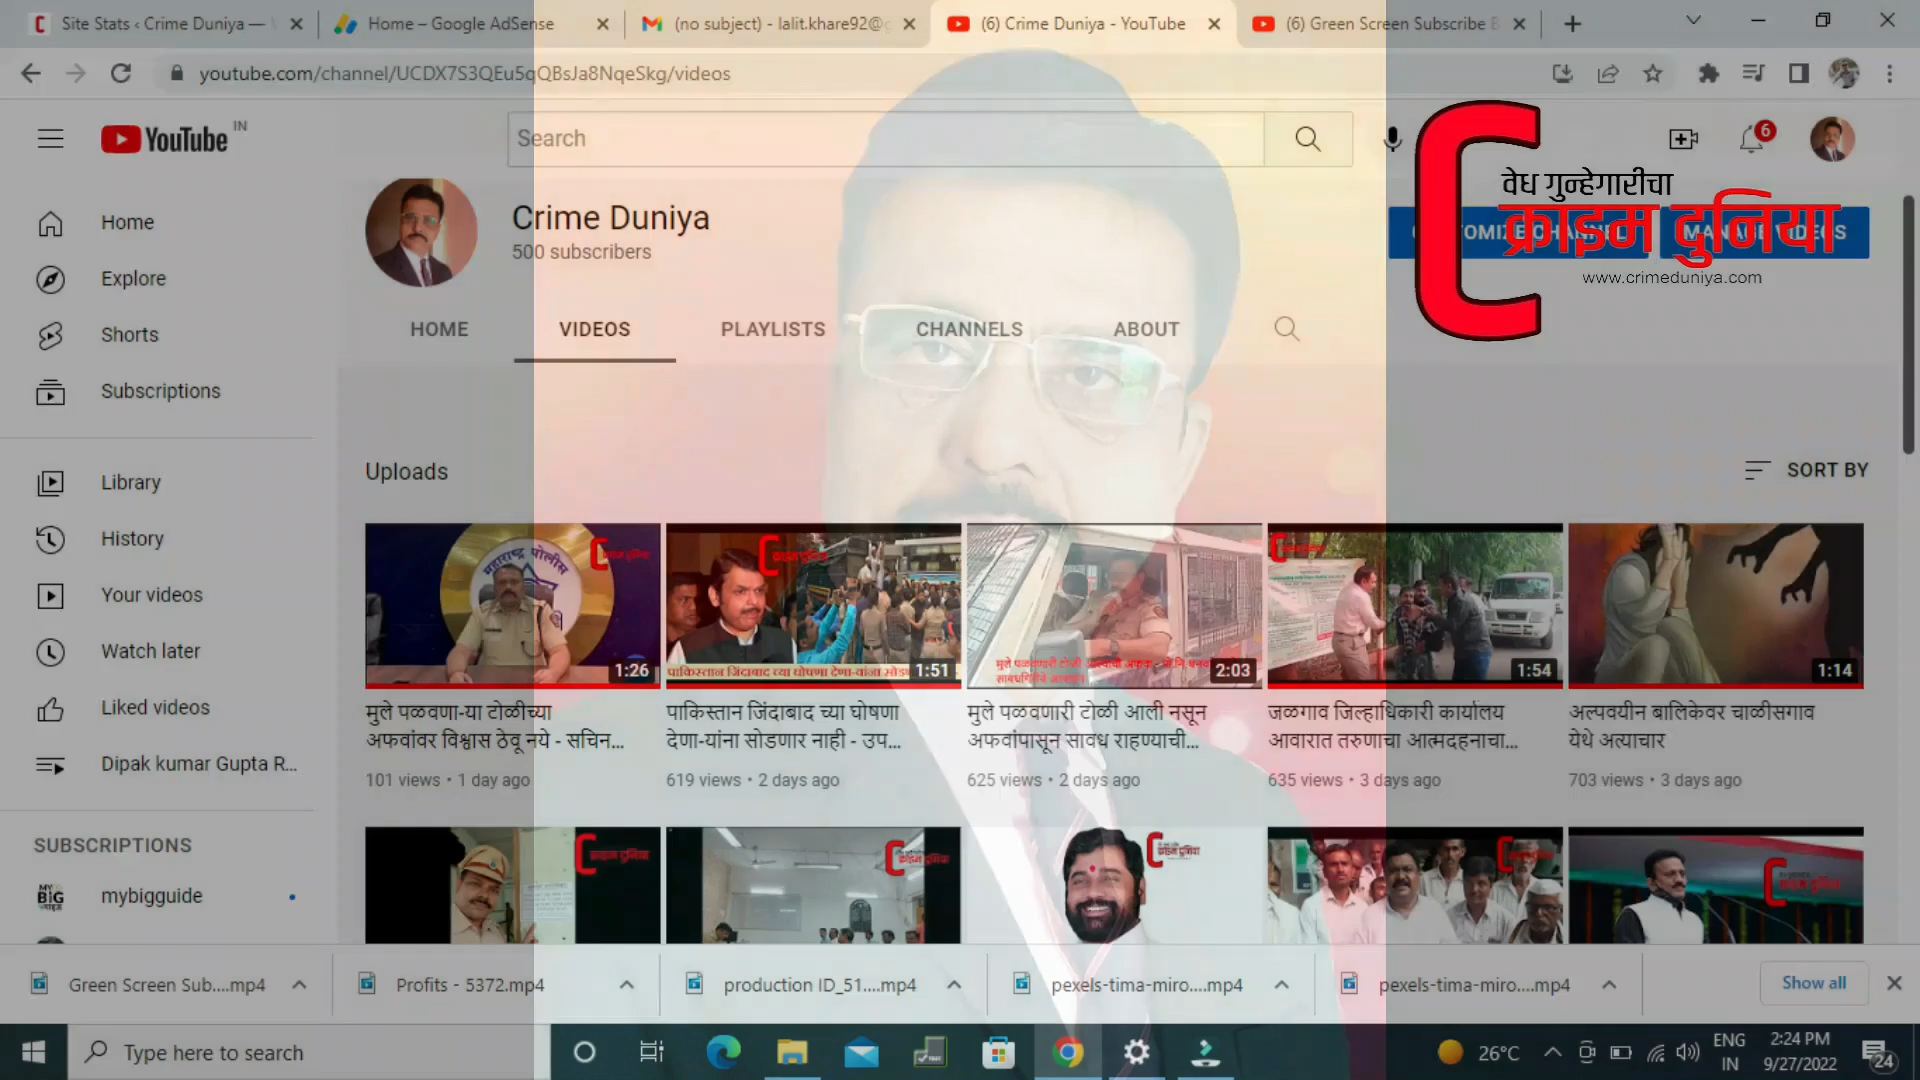 Site Stats ‹ Crime Duniya —
Home – Google AdSense
(no subject) - lalit.khare92@g
(6) Crime Duniya - YouTube
(6) Green Screen Subscribe B
youtube.com/channel/UCDX7S3QEu5qQBsJa8NqeSkg/videos
YouTube IN
Search
6
Home
Explore
Shorts
Subscriptions
Library
History
Your videos
Watch later
Liked videos
Dipak kumar Gupta R...
SUBSCRIPTIONS
mybigguide
Crime Duniya
500 subscribers
MANAGE VIDEOS
वेध गुन्हेगारीचा
क्राइम दुनिया
www.crimeduniya.com
HOME
VIDEOS
PLAYLISTS
CHANNELS
ABOUT
Uploads
SORT BY
महाराष्ट्र पोलीस
1:26
पाकिस्तान जिंदाबाद च्या घोषणा देणा-यांना सोड
1:51
2:03
1:54
1:14
मुले पळवणा-या टोळीच्या
अफवांवर विश्वास ठेवू नये - सचिन...
101 views • 1 day ago
पाकिस्तान जिंदाबाद च्या घोषणा
देणा-यांना सोडणार नाही - उप...
619 views • 2 days ago
मुले पळवणारी टोळी आली नसून
अफवांपासून सावध राहण्याची...
625 views • 2 days ago
जळगाव जिल्हाधिकारी कार्यालय
आवारात तरुणाचा आत्मदहनाचा...
635 views • 3 days ago
अल्पवयीन बालिकेवर चाळीसगाव
येथे अत्याचार
703 views • 3 days ago
Green Screen Sub....mp4
Profits - 5372.mp4
production ID_51....mp4
pexels-tima-miro....mp4
pexels-tima-miro....mp4
Show all
Type here to search
26°C
ENG
IN
2:24 PM
9/27/2022
24